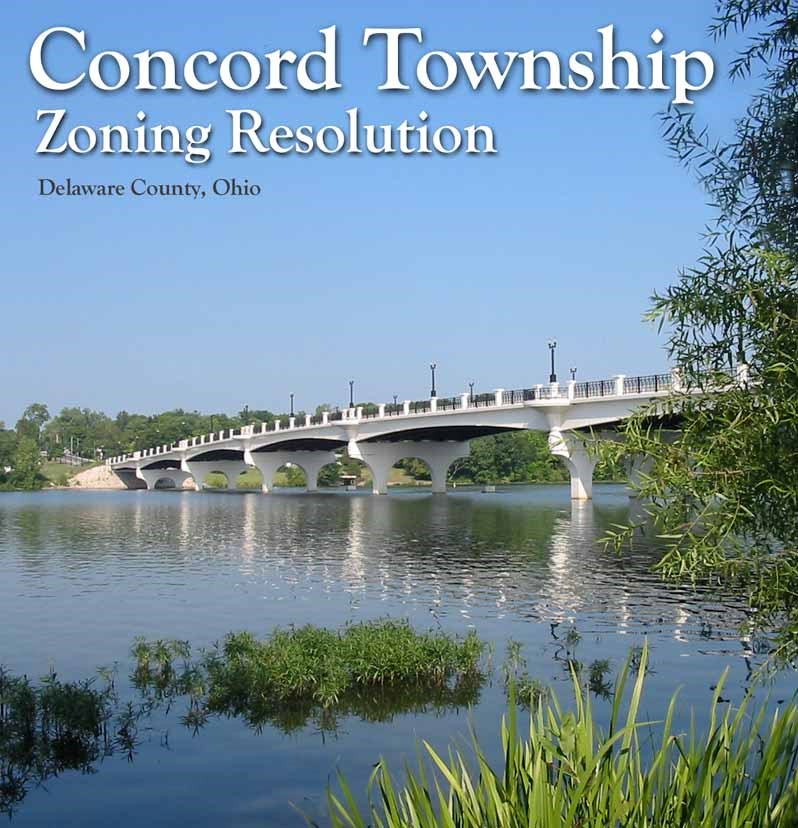 Concord Township
Zoning Resolution
Delaware County, Ohio